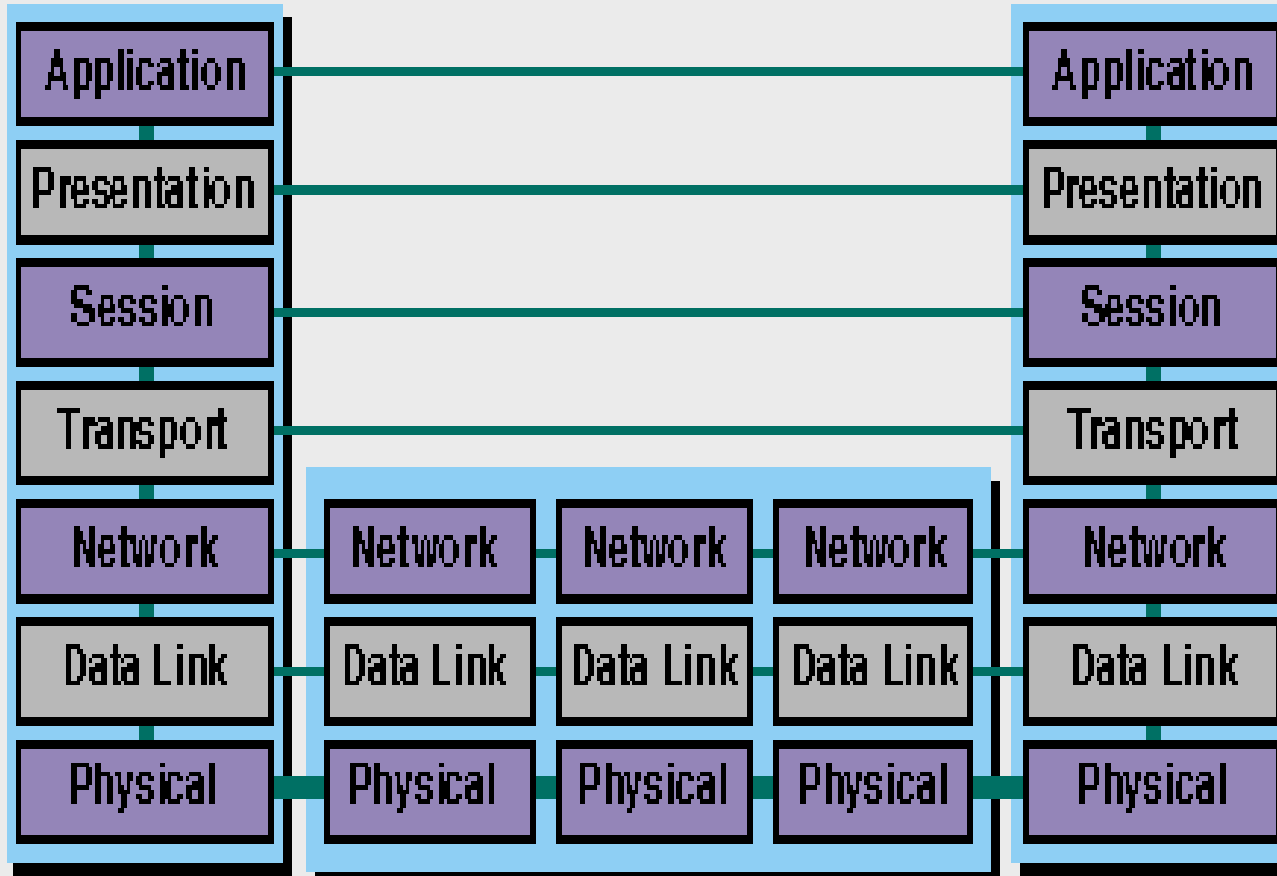 Application Application
Presentation Presentation
Session Session
Transport Transport
Network Network Network Network Network
Data Link Data Link Data Link Data Link Data Link
Physical Physical Physical Physical Physical